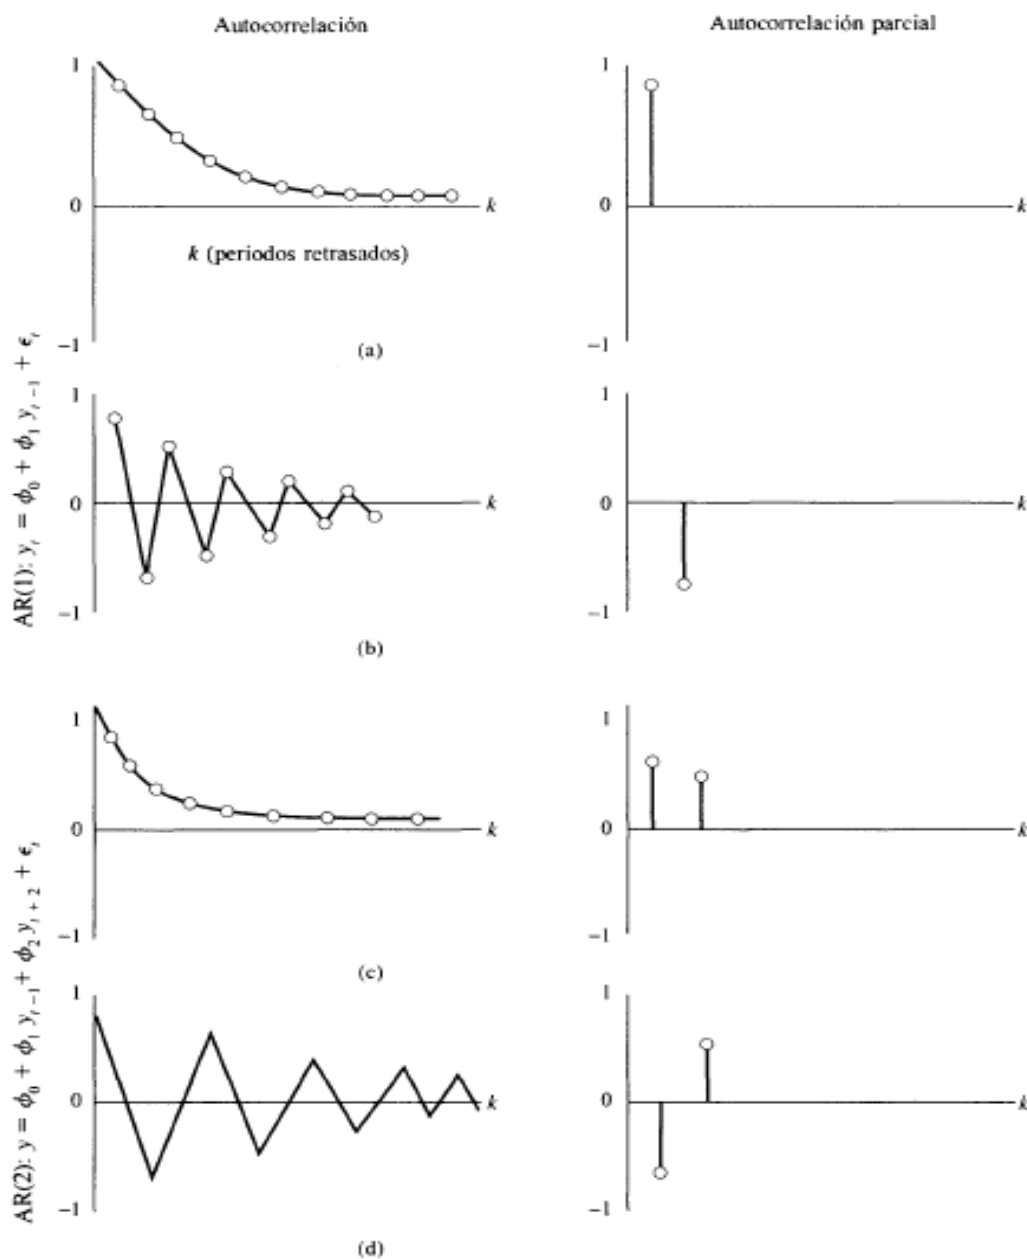 Autocorrelación
Autocorrelación parcial
1
0
−1
k
k (periodos retrasados)
(a)
1
0
−1
k
AR(1): y_t = ϕ_0 + ϕ_1 y_{t−1} + ϵ_t
1
0
−1
k
(b)
1
0
−1
k
1
0
−1
k
(c)
1
0
−1
k
AR(2): y = ϕ_0 + ϕ_1 y_{t−1} + ϕ_2 y_{t+2} + ϵ_t
1
0
−1
k
(d)
1
0
−1
k